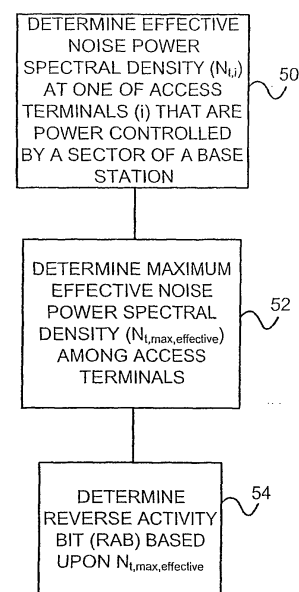 DETERMINE EFFECTIVE
NOISE POWER
SPECTRAL DENSITY (Nt,i)
AT ONE OF ACCESS
TERMINALS (i) THAT ARE
POWER CONTROLLED
BY A SECTOR OF A BASE
STATION
50
DETERMINE MAXIMUM
EFFECTIVE NOISE
POWER SPECTRAL
DENSITY (Nt,max,effective)
AMONG ACCESS
TERMINALS
52
DETERMINE
REVERSE ACTIVITY
BIT (RAB) BASED
UPON Nt,max,effective
54